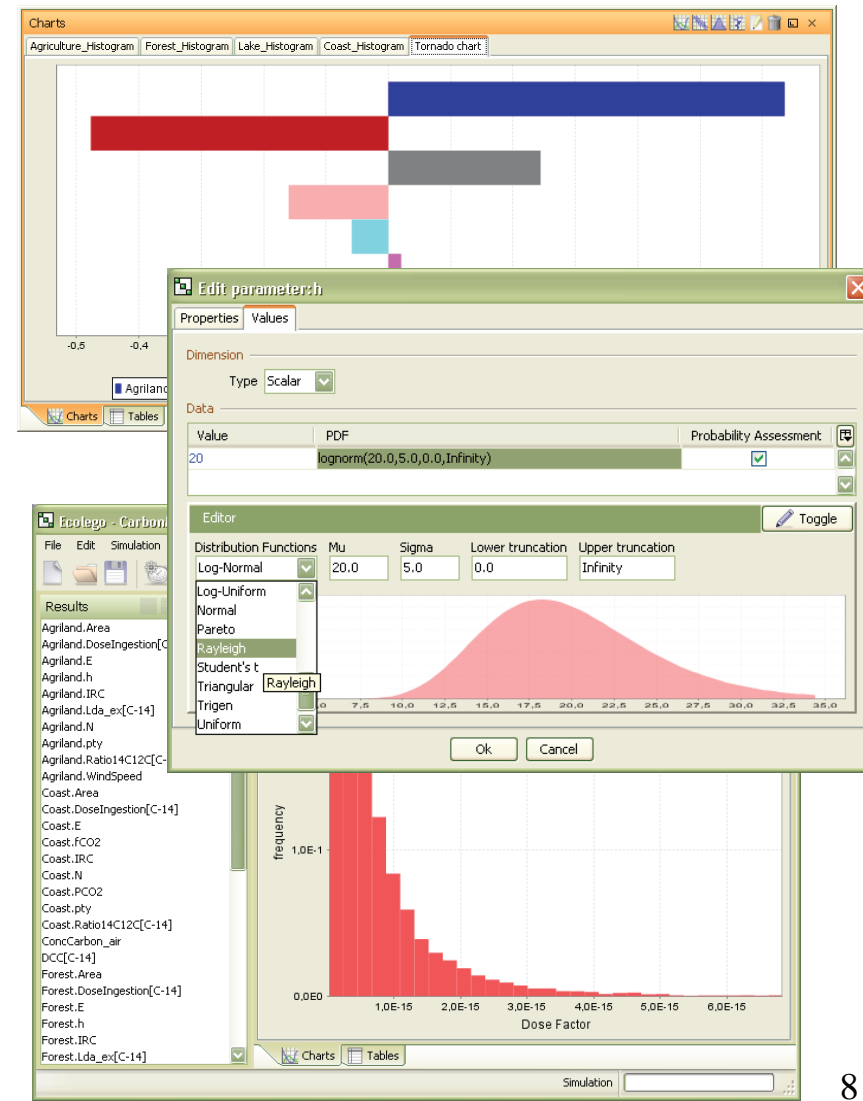 Charts
Agriculture_Histogram Forest_Histogram Lake_Histogram Coast_Histogram Tornado chart
-0,5 -0,4
Agriland
Charts Tables
Edit parameter:h
Properties Values
Dimension
Type Scalar
Data
Value PDF Probability Assessment
20 lognorm(20.0,5.0,0.0,Infinity)
Editor Toggle
Distribution Functions Mu Sigma Lower truncation Upper truncation
Log-Normal 20.0 5.0 0.0 Infinity
Log-Uniform
Normal
Pareto
Rayleigh
Student's t
Triangular Rayleigh
Trigen
Uniform
7,5 10,0 12,5 15,0 17,5 20,0 22,5 25,0 27,5 30,0 32,5 35,0
Ok Cancel
Ecolego - Carbon
File Edit Simulation
Results
Agriland.Area
Agriland.DoseIngestion[C
Agriland.E
Agriland.h
Agriland.IRC
Agriland.Lda_ex[C-14]
Agriland.N
Agriland.pty
Agriland.Ratio14C12C[C-
Agriland.WindSpeed
Coast.Area
Coast.DoseIngestion[C-14]
Coast.E
Coast.fCO2
Coast.IRC
Coast.N
Coast.PCO2
Coast.pty
Coast.Ratio14C12C[C-14]
ConcCarbon_air
DCC[C-14]
Forest.Area
Forest.DoseIngestion[C-14]
Forest.E
Forest.h
Forest.IRC
Forest.Lda_ex[C-14]
frequency
1,0E-1
0,0E0
1,0E-15 2,0E-15 3,0E-15 4,0E-15 5,0E-15 6,0E-15
Dose Factor
Charts Tables
Simulation
8